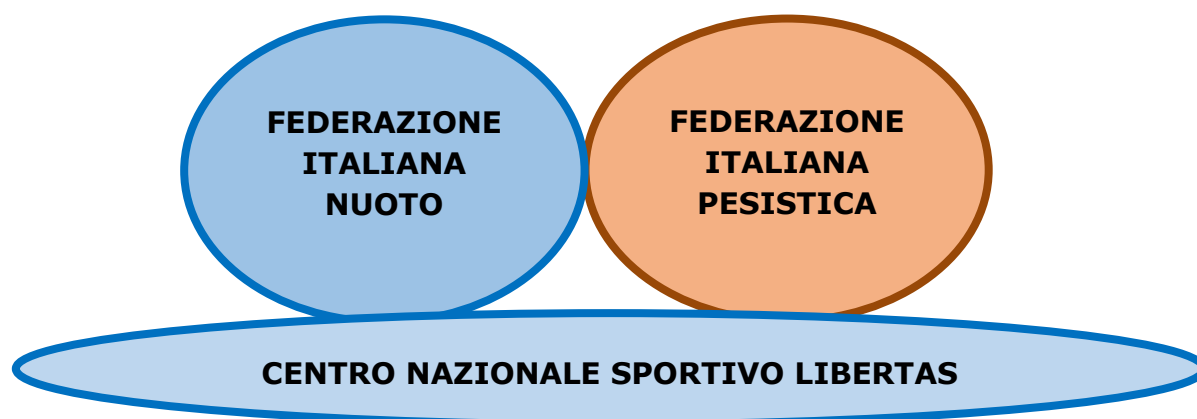 FEDERAZIONE
ITALIANA
NUOTO
FEDERAZIONE
ITALIANA
PESISTICA
CENTRO NAZIONALE SPORTIVO LIBERTAS